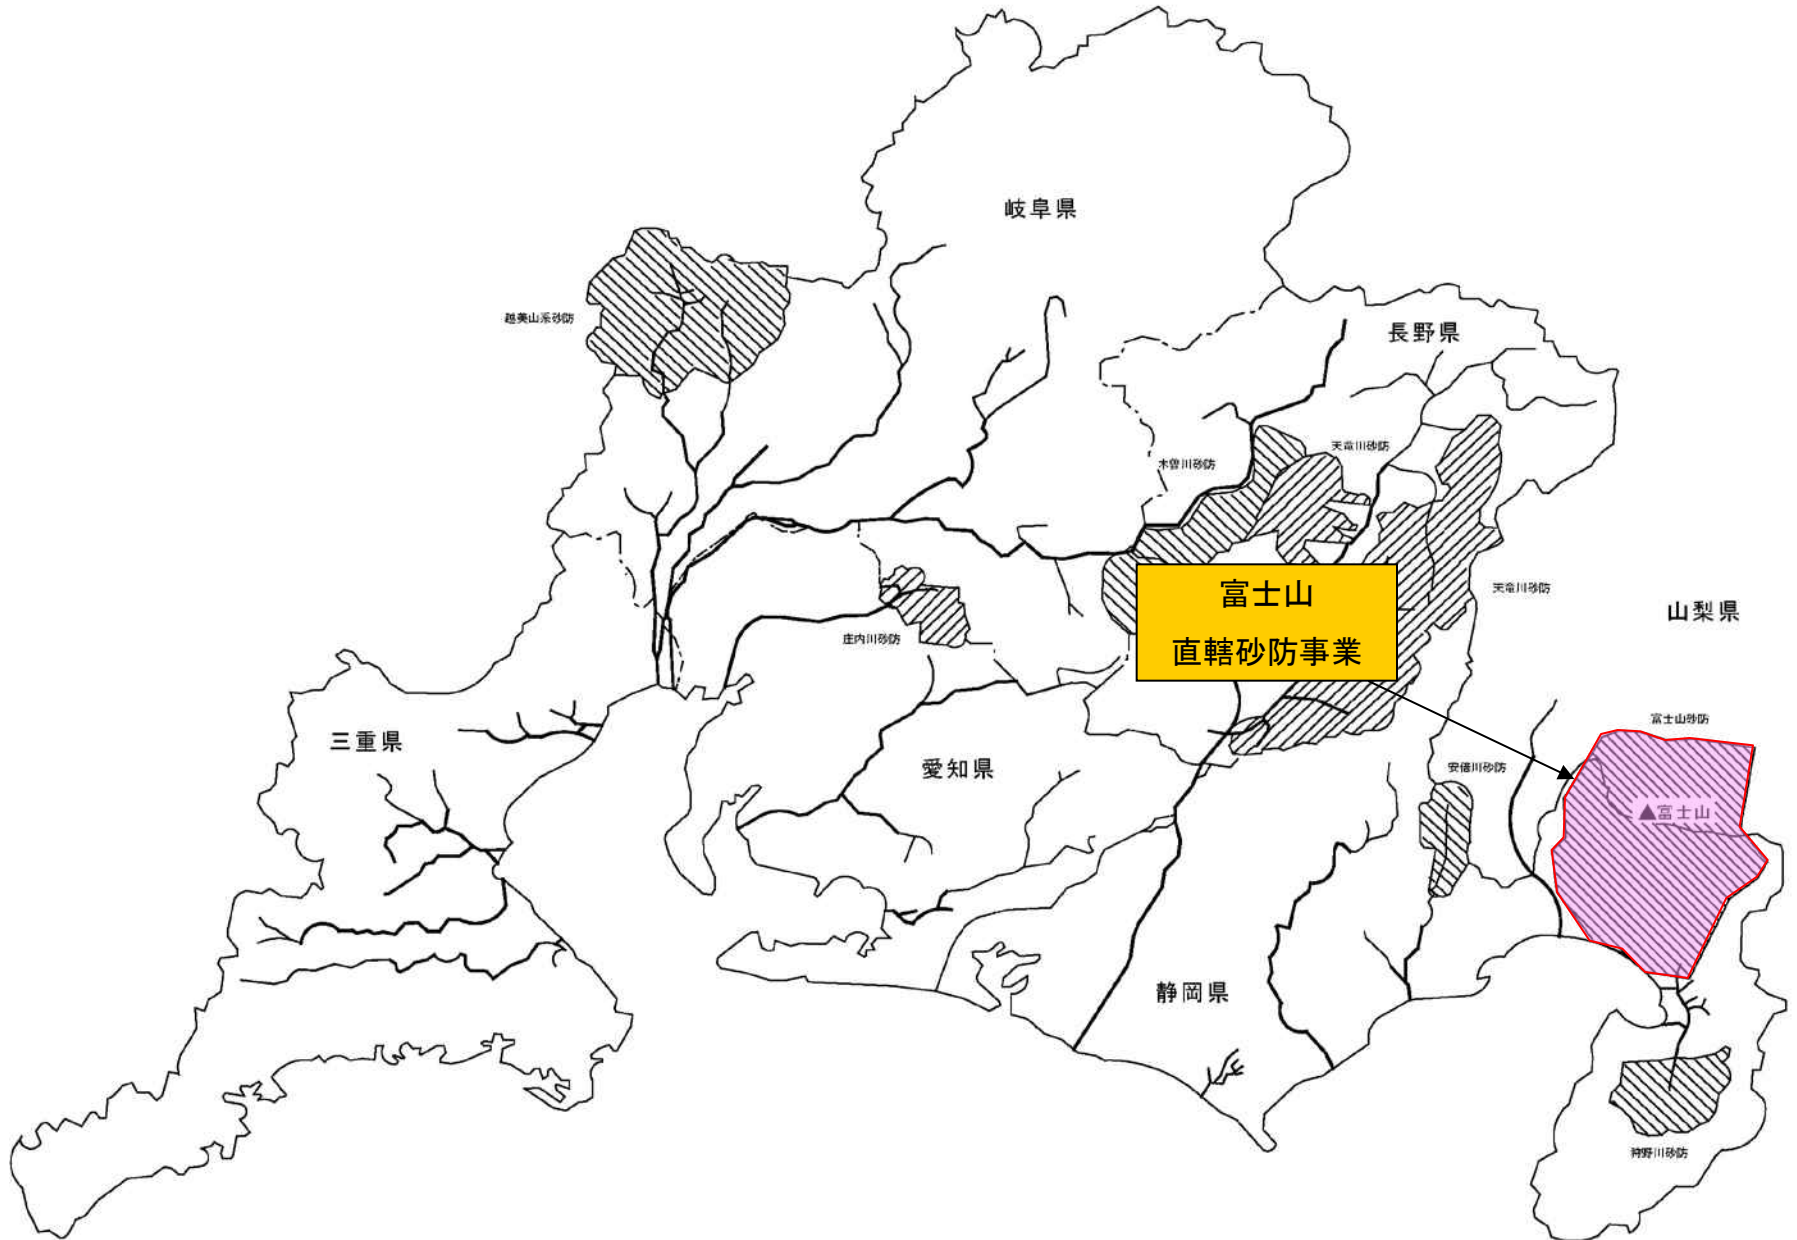 岐阜県
越美山系砂防
長野県
天竜川砂防
木曽川砂防
富士山
直轄砂防事業
天竜川砂防
山梨県
庄内川砂防
富士山砂防
三重県
愛知県
安倍川砂防
▲富士山
静岡県
狩野川砂防